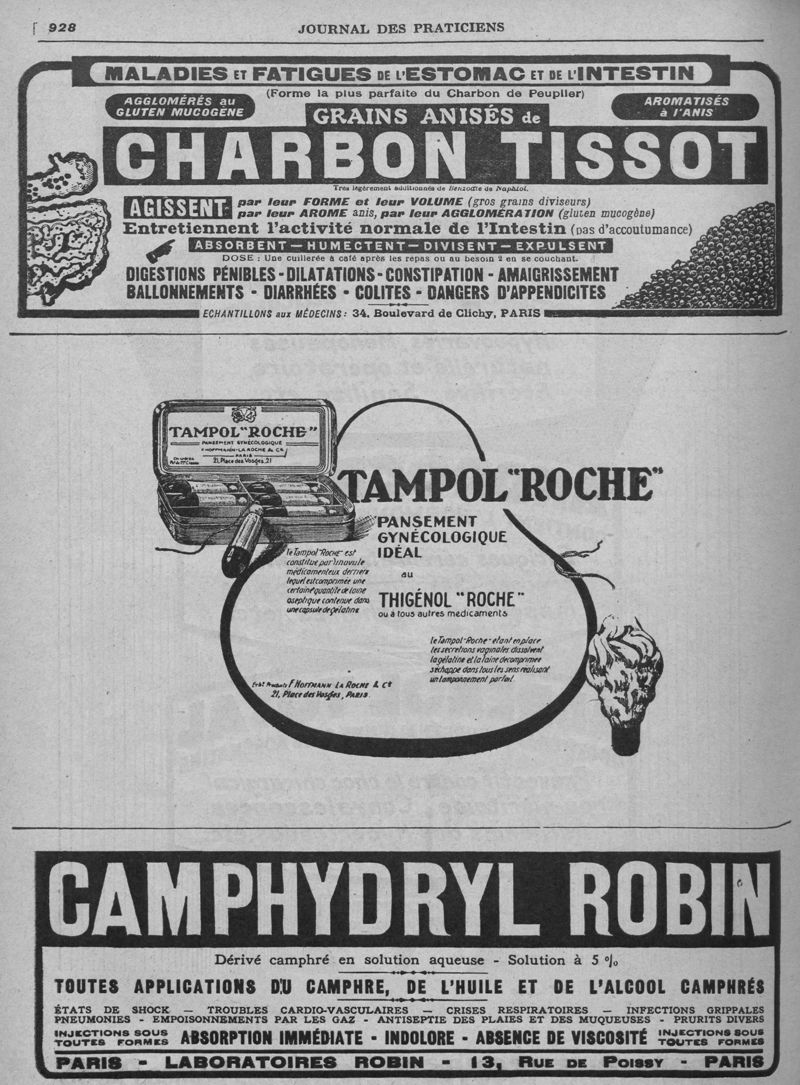 928
JOURNAL DES PRATICIENS
MALADIES ET FATIGUES DE L'ESTOMAC ET DE L'INTESTIN
(Forme la plus parfaite du Charbon de Peuplier)
AGGLOMÉRÉS au
GLUTEN MUCOGÈNE
AROMATISÉS
à l'ANIS
GRAINS ANISÉS de
CHARBON TISSOT
Très légèrement additionnés de Benzoate de Naphtol.
AGISSENT
par leur FORME et leur VOLUME (gros grains diviseurs)
par leur AROME anis, par leur AGGLOMÉRATION (gluten mucogène)
Entretiennent l'activité normale de l'Intestin (pas d'accoutumance)
ABSORBENT — HUMECTENT — DIVISENT — EXPULSENT
DOSE : Une cuillerée à café après les repas ou au besoin 2 en se couchant.
DIGESTIONS PÉNIBLES - DILATATIONS - CONSTIPATION - AMAIGRISSEMENT
BALLONNEMENTS - DIARRHÉES - COLITES - DANGERS D'APPENDICITES
ECHANTILLONS aux MÉDECINS : 34, Boulevard de Clichy, PARIS
TAMPOL "ROCHE"
PANSEMENT GYNÉCOLOGIQUE
F. HOFFMANN-LA ROCHE & Cº
PARIS
21, Place des Vosges, 21
TAMPOL "ROCHE"
PANSEMENT
GYNÉCOLOGIQUE
IDÉAL
au
THIGÉNOL "ROCHE"
ou à tous autres medicaments
le Tampol "Roche" est
constitué par 1 ovule
médicamenteux derrière
lequel est comprimée une
certaine quantité de laine
aseptique contenue dans
une capsule de gélatine.
le Tampol "Roche" étant en place
les secrétions vaginales dissolvent
la gélatine et la laine décomprimée
s'échappe dans tous les sens réalisant
un tamponnement parfait.
Produits F. HOFFMANN LA ROCHE & Cº
21, Place des Vosges, PARIS.
CAMPHYDRYL ROBIN
Dérivé camphré en solution aqueuse - Solution à 5 %
TOUTES APPLICATIONS DU CAMPHRE, DE L'HUILE ET DE L'ALCOOL CAMPHRÉS
ÉTATS DE SHOCK — TROUBLES CARDIO-VASCULAIRES — CRISES RESPIRATOIRES — INFECTIONS GRIPPALES
PNEUMONIES - EMPOISONNEMENTS PAR LES GAZ - ANTISEPTIE DES PLAIES ET DES MUQUEUSES - PRURITS DIVERS
INJECTIONS SOUS
TOUTES FORMES
ABSORPTION IMMÉDIATE - INDOLORE - ABSENCE DE VISCOSITÉ
INJECTIONS SOUS
TOUTES FORMES
PARIS - LABORATOIRES ROBIN - 13, RUE DE POISSY - PARIS